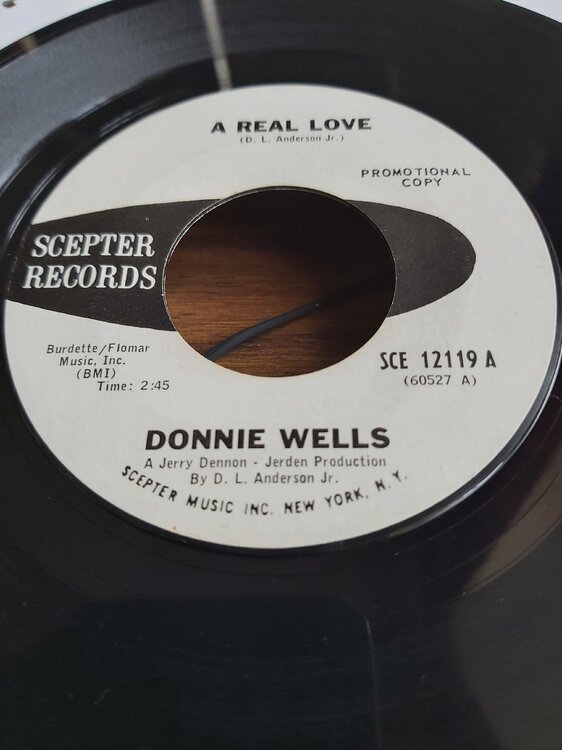 A REAL LOVE
(D. L. Anderson Jr.)
PROMOTIONAL
COPY
SCEPTER
RECORDS
Burdette/Flomar
Music, Inc.
(BMI)
Time: 2:45
SCE 12119 A
(60527 A)
DONNIE WELLS
A Jerry Dennon - Jerden Production
By D. L. Anderson Jr.
SCEPTER MUSIC INC. NEW YORK, N.Y.